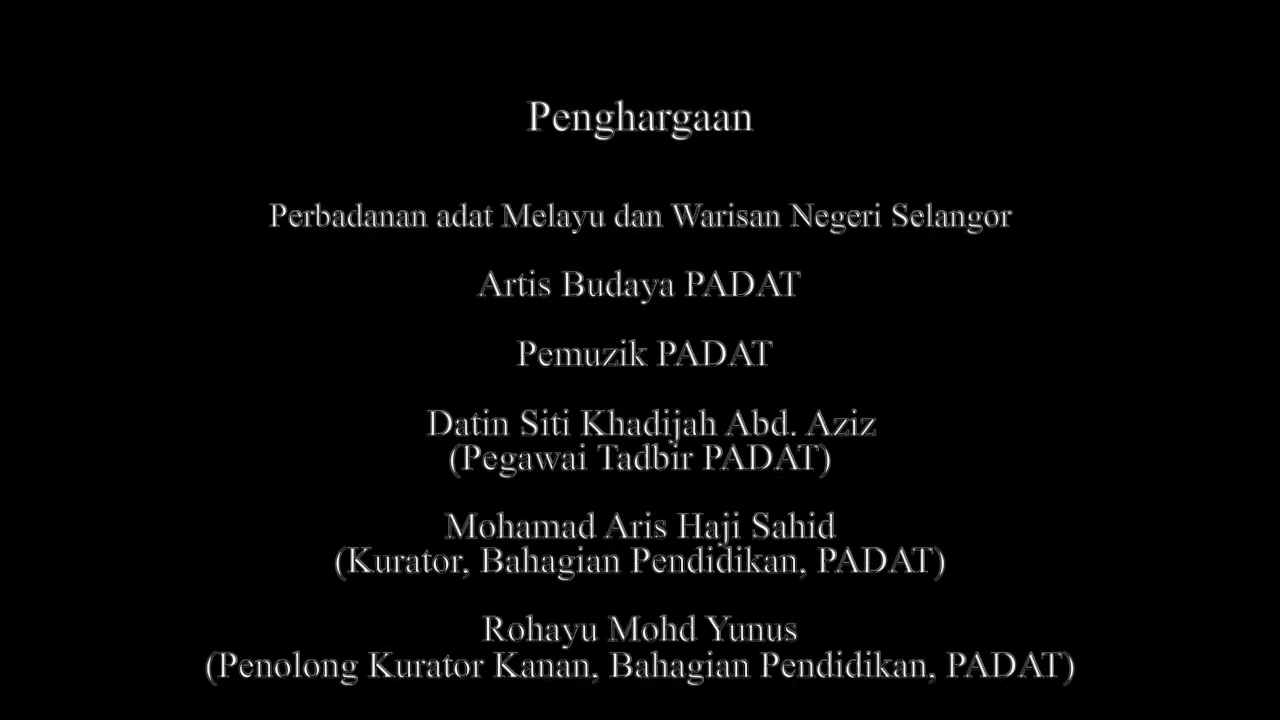 Penghargaan
Perbadanan adat Melayu dan Warisan Negeri Selangor
Artis Budaya PADAT
Pemuzik PADAT
Datin Siti Khadijah Abd. Aziz
(Pegawai Tadbir PADAT)
Mohamad Aris Haji Sahid
(Kurator, Bahagian Pendidikan, PADAT)
Rohayu Mohd Yunus
(Penolong Kurator Kanan, Bahagian Pendidikan, PADAT)